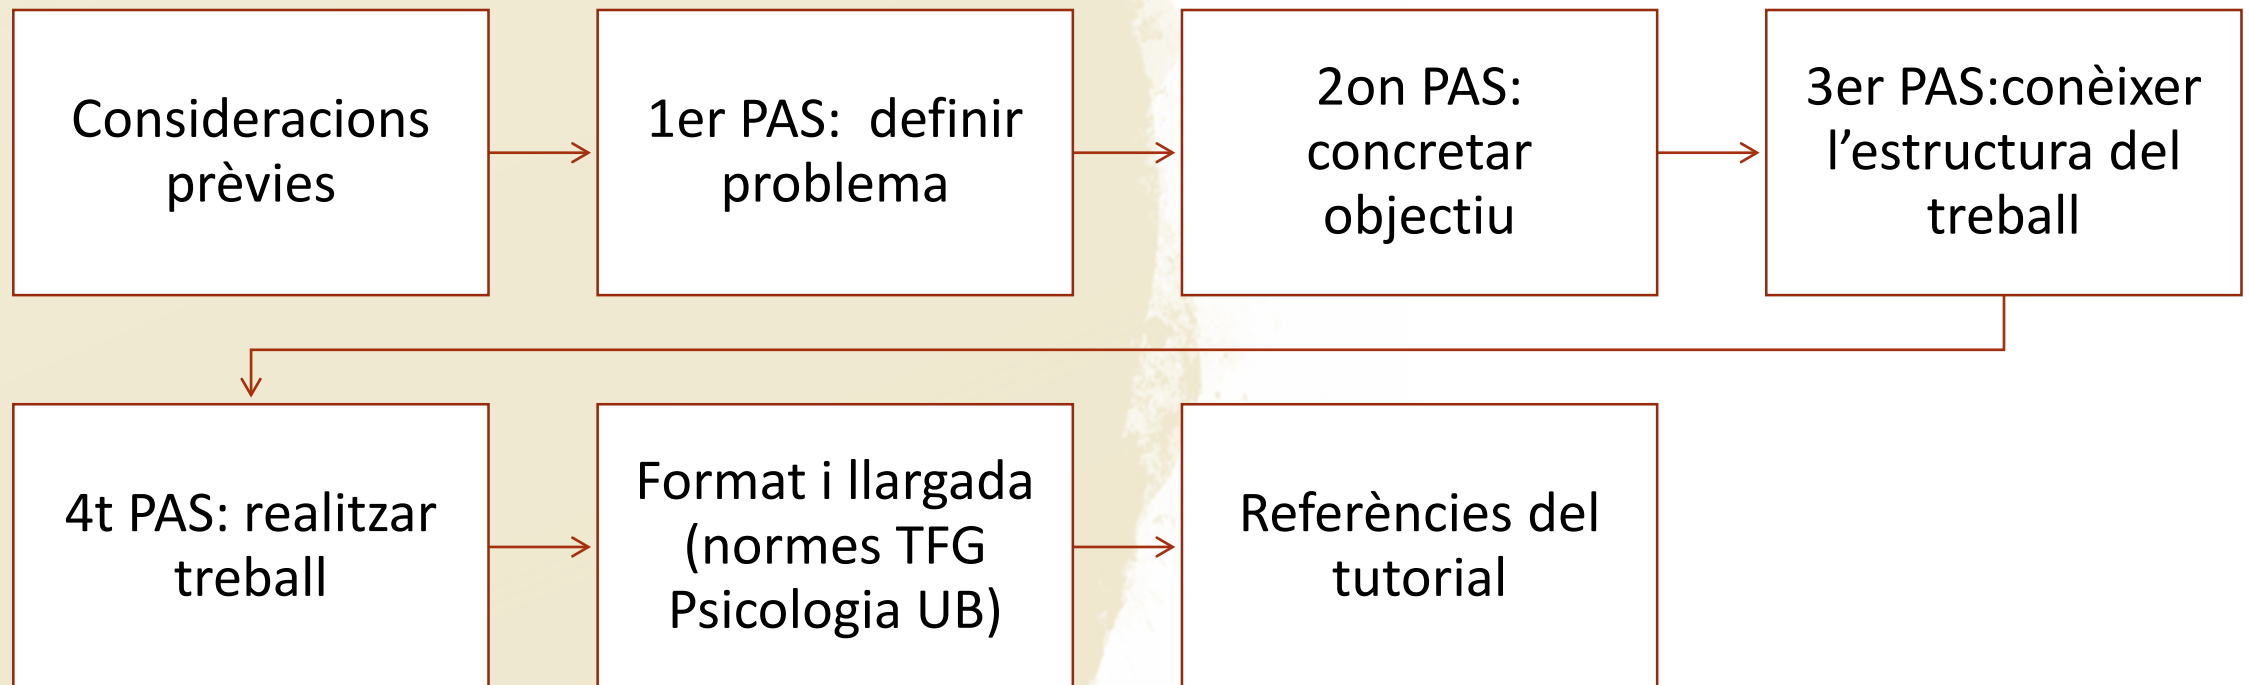 Consideracions
prèvies
1er PAS:  definir
problema
2on PAS:
concretar
objectiu
3er PAS:conèixer
l’estructura del
treball
4t PAS: realitzar
treball
Format i llargada
(normes TFG
Psicologia UB)
Referències del
tutorial